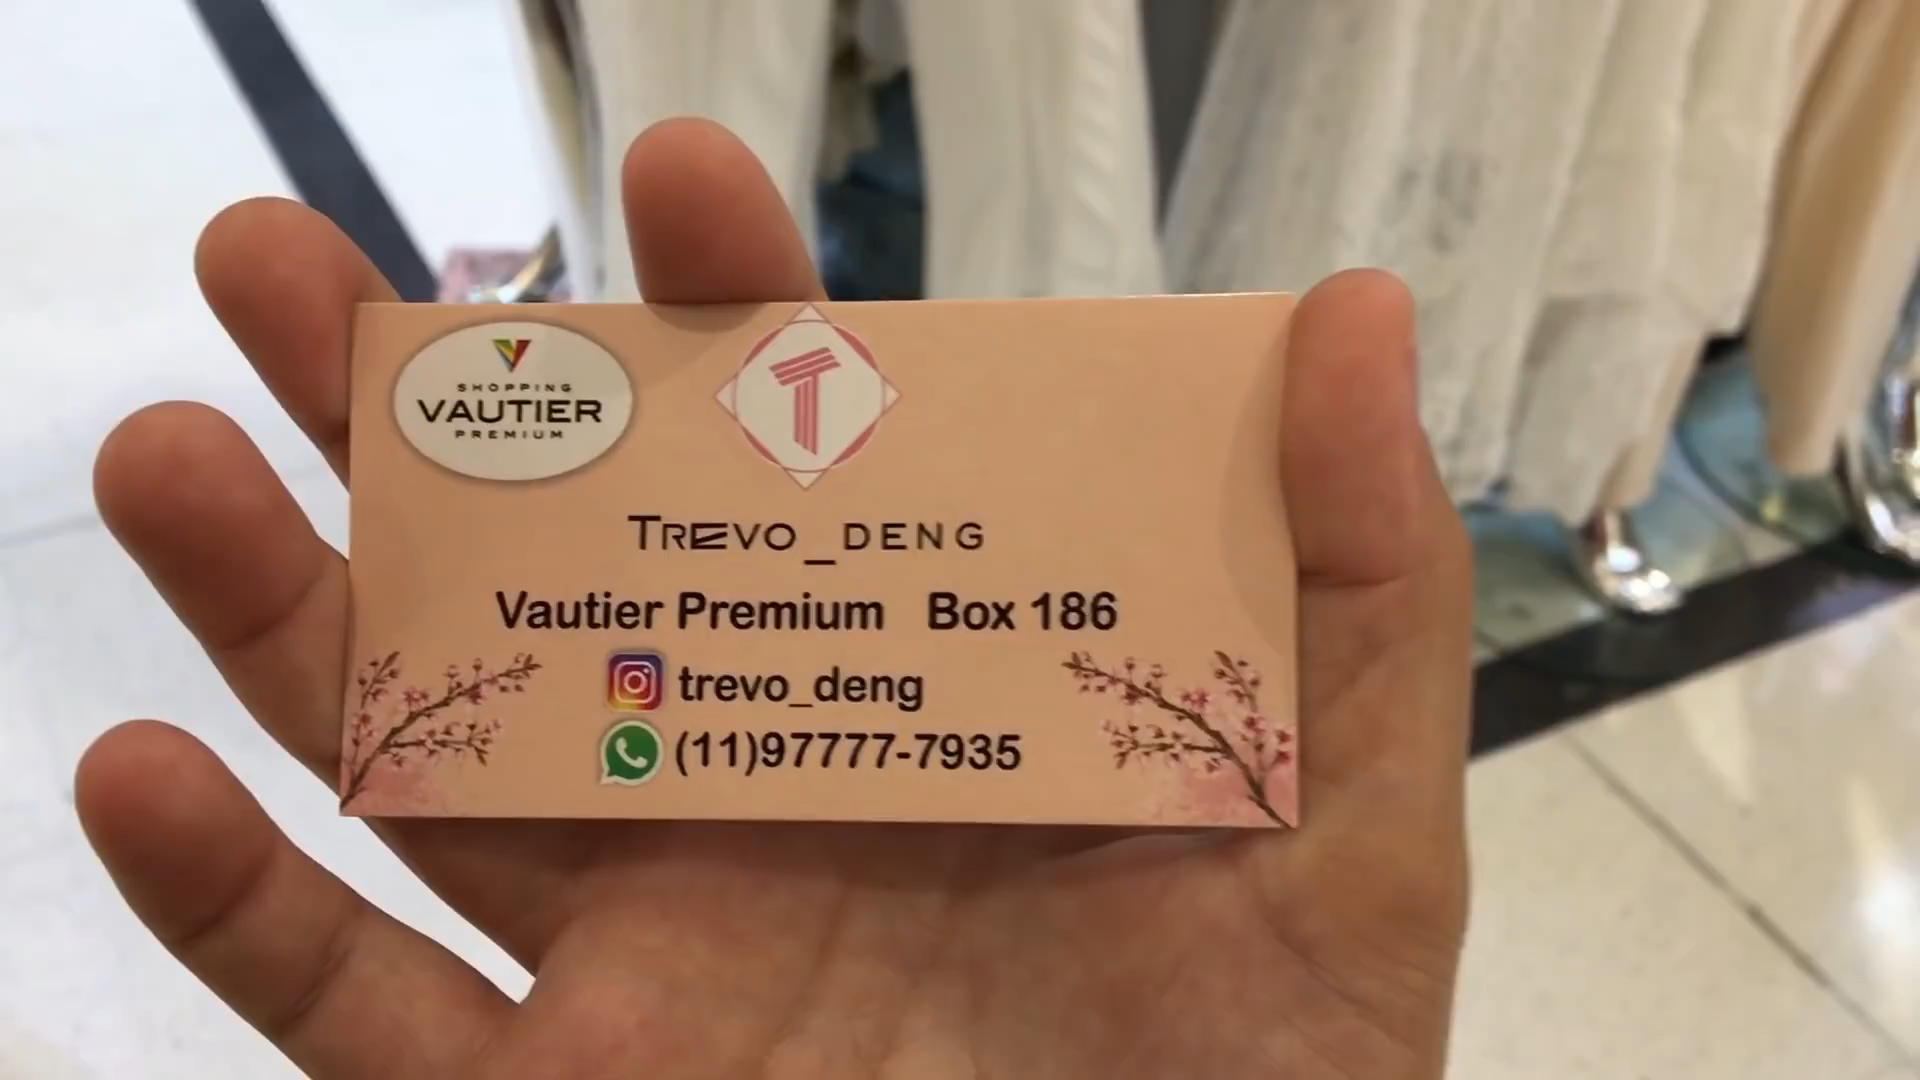 SHOPPING
VAUTIER
PREMIUM
T
TREVO_DENG
Vautier Premium Box 186
trevo_deng
(11)97777-7935